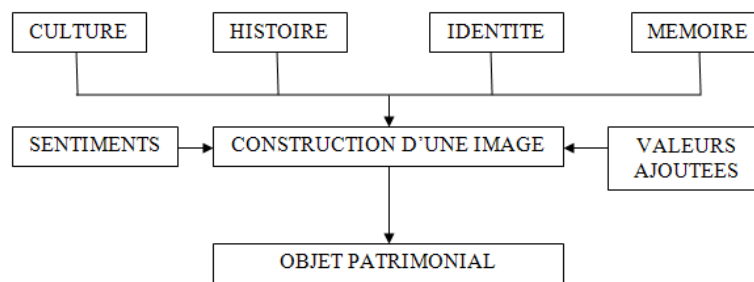 CULTURE
HISTOIRE
IDENTITE
MEMOIRE
SENTIMENTS
CONSTRUCTION D’UNE IMAGE
VALEURS
AJOUTEES
OBJET PATRIMONIAL